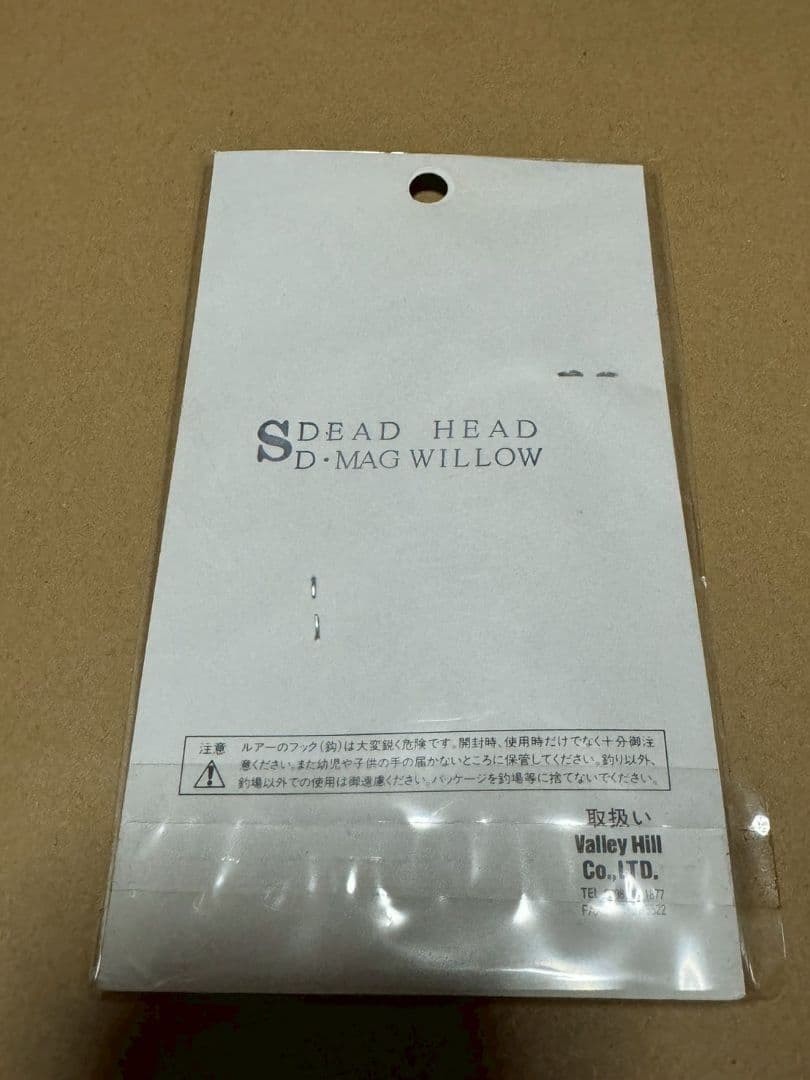 S DEAD HEAD
D・MAG WILLOW
注意 ルアーのフック(鈎)は大変鋭く危険です。開封時、使用時だけでなく十分御注
意ください。また幼児や子供の手の届かないところに保管してください。釣り以外、
釣場以外での使用は御遠慮ください。パッケージを釣場等に捨てないでください。
取扱い
Valley Hill
Co.,LTD.
TEL 1877